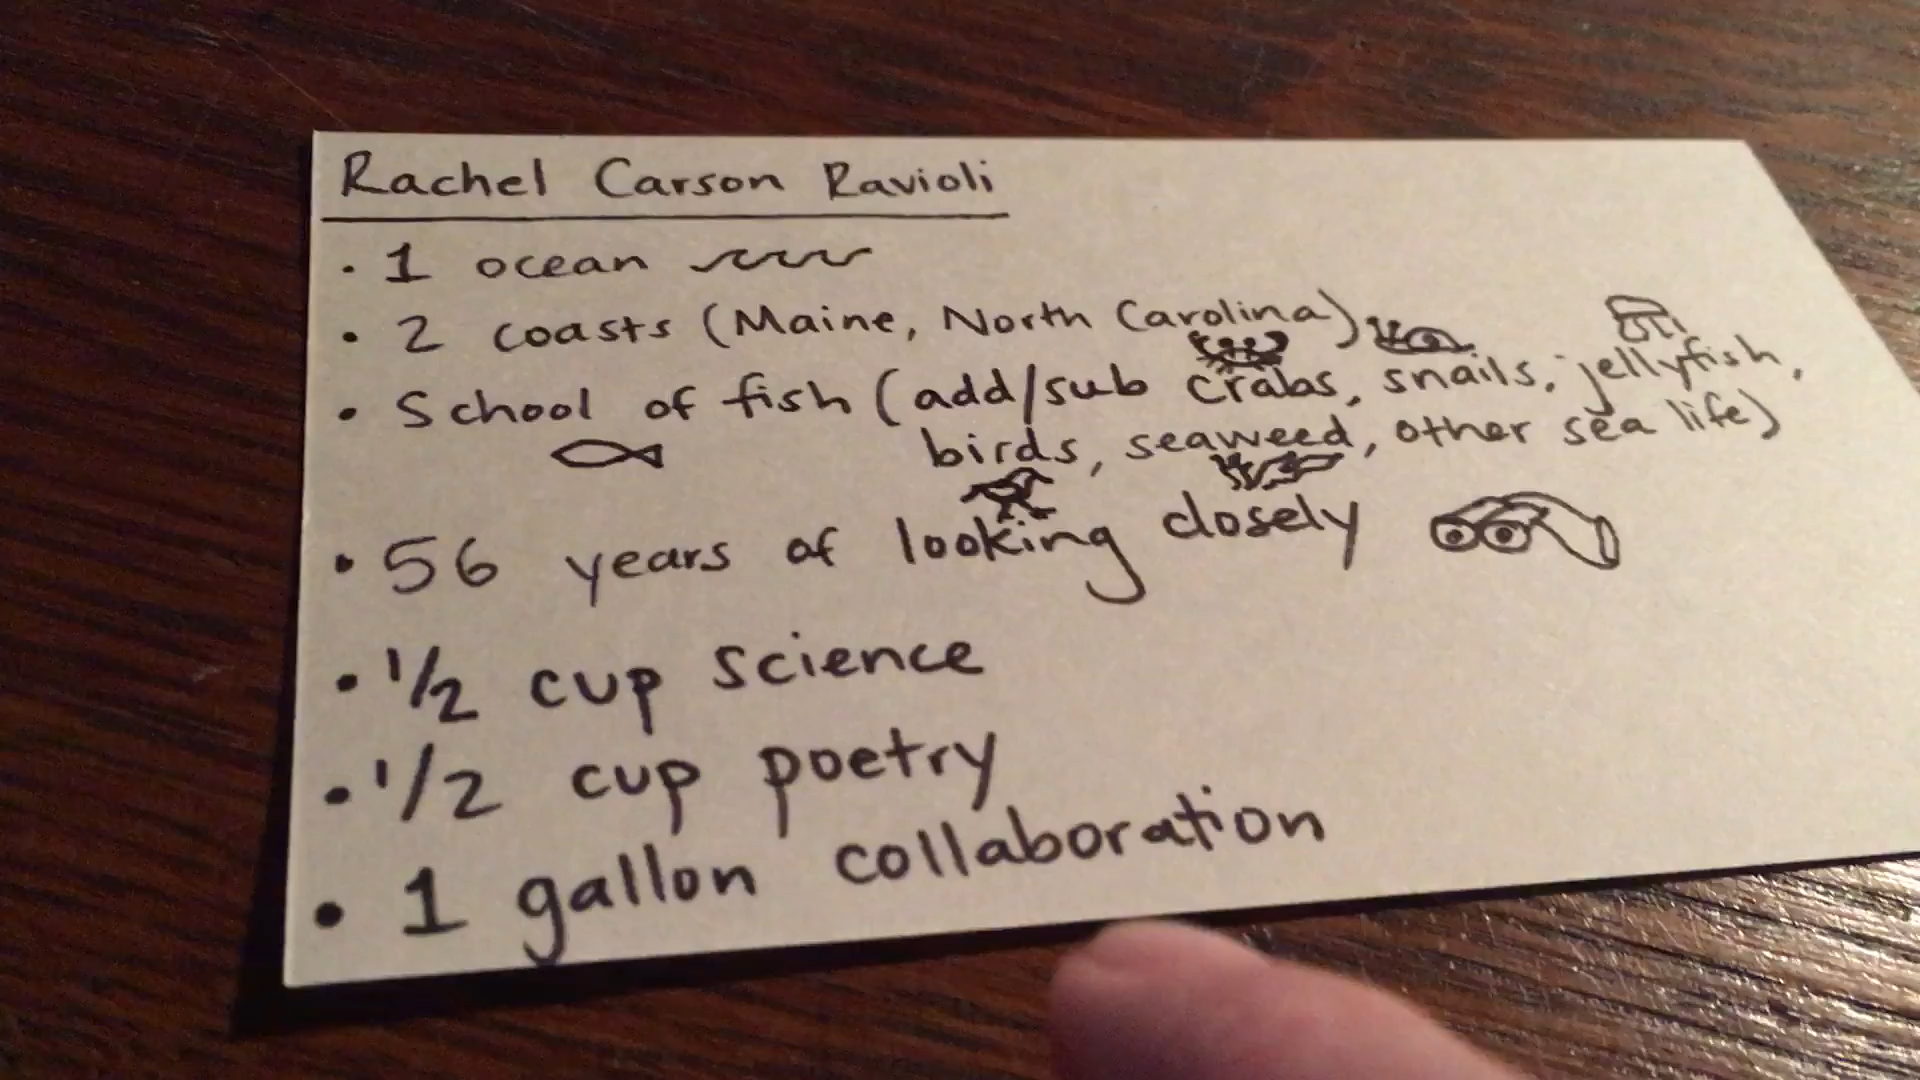 Rachel Carson Ravioli
• 1 ocean
• 2 coasts (Maine, North Carolina)
• School of fish (add/sub crabs, snails, jellyfish,
birds, seaweed, other sea life)
• 56 years of looking closely
• 1/2 cup science
• 1/2 cup poetry
• 1 gallon collaboration